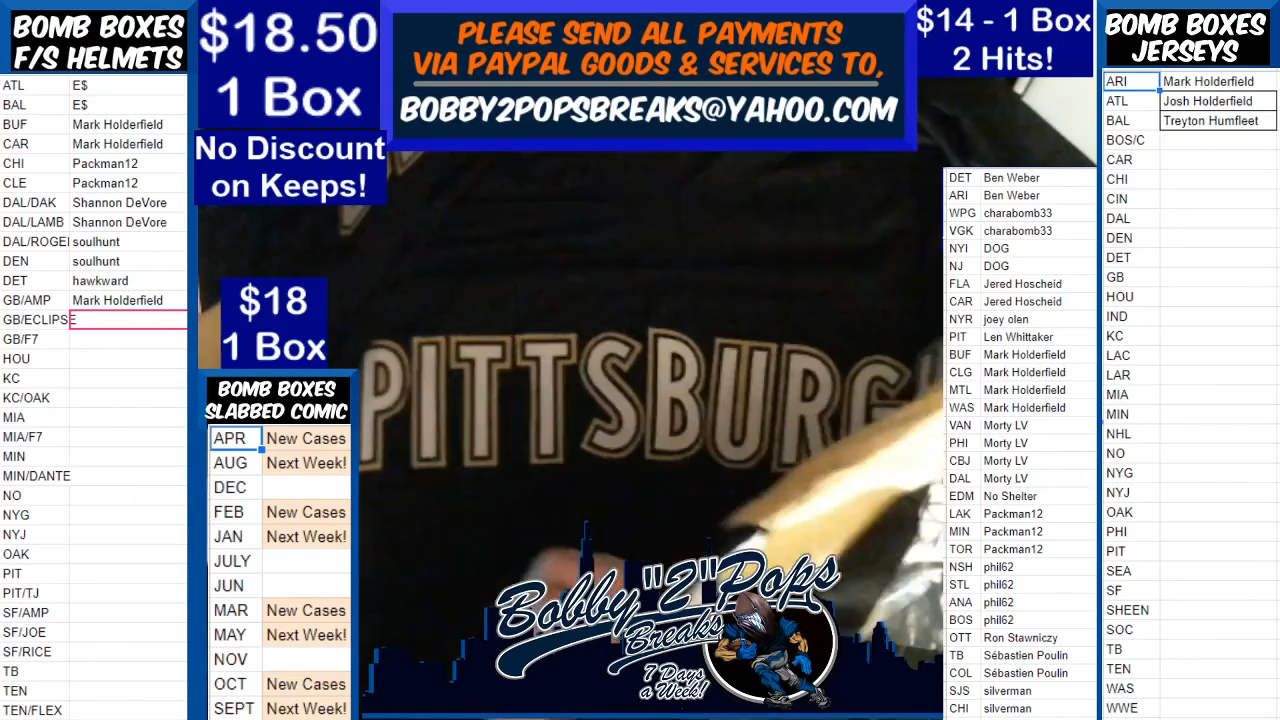 BOMB BOXES
F/S HELMETS
ATL E$
BAL E$
BUF Mark Holderfield
CAR Mark Holderfield
CHI Packman12
CLE Packman12
DAL/DAK Shannon DeVore
DAL/LAMB Shannon DeVore
DAL/ROGE soulhunt
DEN soulhunt
DET hawkward
GB/AMP Mark Holderfield
GB/ECLIPSE
GB/F7
HOU
KC
KC/OAK
MIA
MIA/F7
MIN
MIN/DANTE
NO
NYG
NYJ
OAK
PIT
PIT/TJ
SF/AMP
SF/JOE
SF/RICE
TB
TEN
TEN/FLEX
$18.50
1 Box
No Discount
on Keeps!
$18
1 Box
BOMB BOXES
SLABBED COMIC
APR New Cases
AUG Next Week!
DEC
FEB New Cases
JAN Next Week!
JULY
JUN
MAR New Cases
MAY Next Week!
NOV
OCT New Cases
SEPT Next Week!
PLEASE SEND ALL PAYMENTS
VIA PAYPAL GOODS & SERVICES TO,
BOBBY2POPSBREAKS@YAHOO.COM
PITTSBURG
Bobby "2" Pops
Breaks
7 Days
a Week!
$14 - 1 Box
2 Hits!
DET Ben Weber
ARI Ben Weber
WPG charabomb33
VGK charabomb33
NYI DOG
NJ DOG
FLA Jered Hoscheid
CAR Jered Hoscheid
NYR joey olen
PIT Len Whittaker
BUF Mark Holderfield
CLG Mark Holderfield
MTL Mark Holderfield
WAS Mark Holderfield
VAN Morty LV
PHI Morty LV
CBJ Morty LV
DAL Morty LV
EDM No Shelter
LAK Packman12
MIN Packman12
TOR Packman12
NSH phil62
STL phil62
ANA phil62
BOS phil62
OTT Ron Stawniczy
TB Sébastien Poulin
COL Sébastien Poulin
SJS silverman
CHI silverman
BOMB BOXES
JERSEYS
ARI Mark Holderfield
ATL Josh Holderfield
BAL Treyton Humfleet
BOS/C
CAR
CHI
CIN
DAL
DEN
DET
GB
HOU
IND
KC
LAC
LAR
MIA
MIN
NHL
NO
NYG
NYJ
OAK
PHI
PIT
SEA
SF
SHEEN
SOC
TB
TEN
WAS
WWE